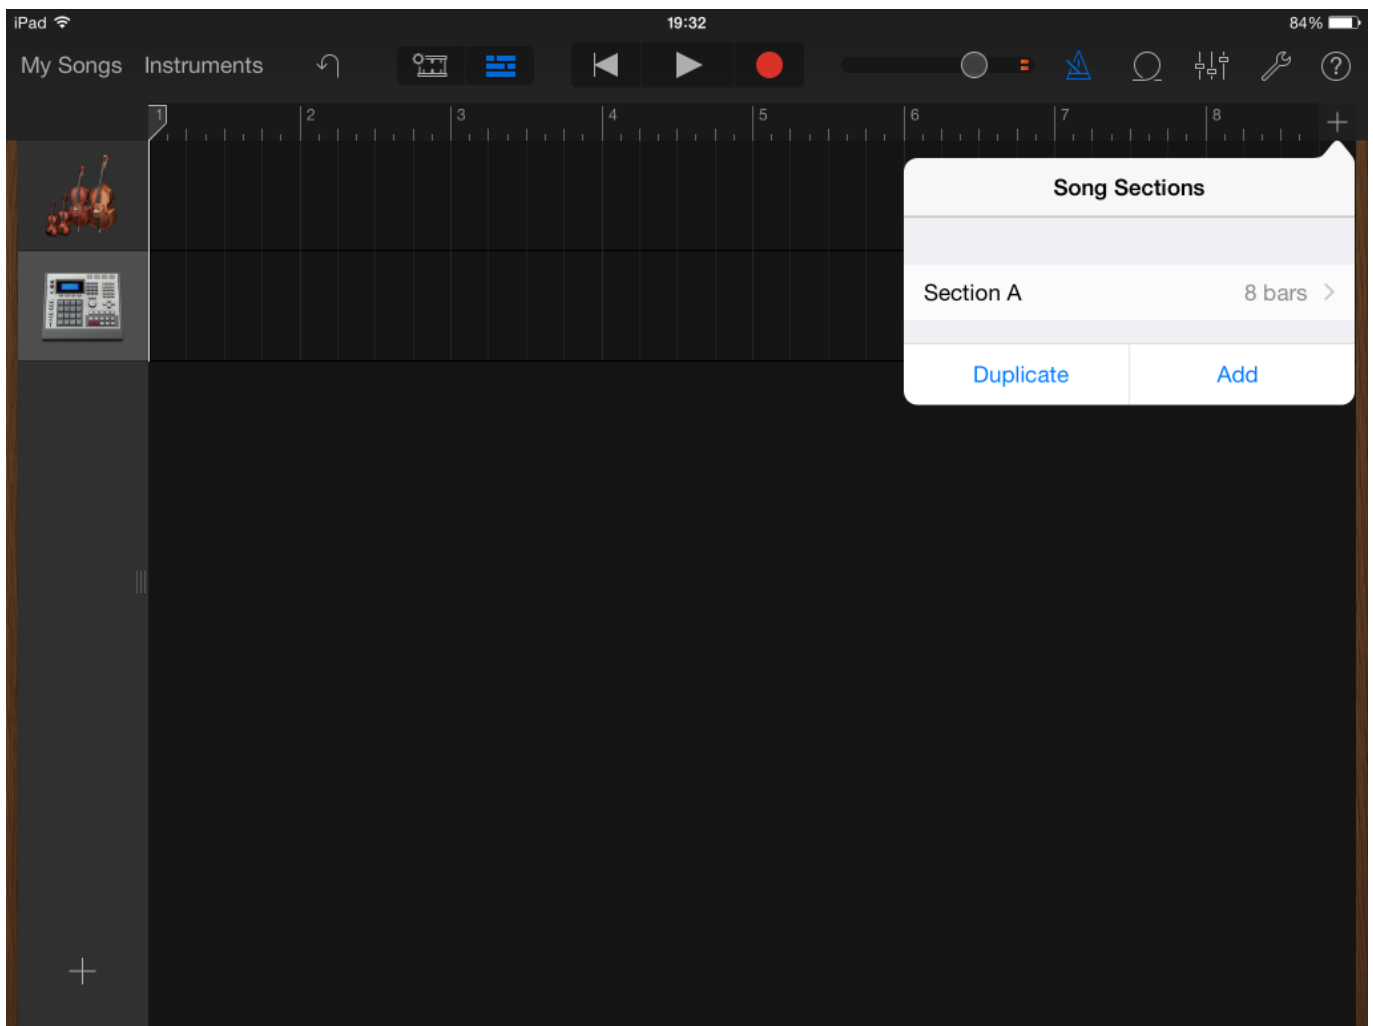 iPad 19:32 84%
My Songs Instruments
1 2 3 4 5 6 7 8
Song Sections
Section A 8 bars
Duplicate Add